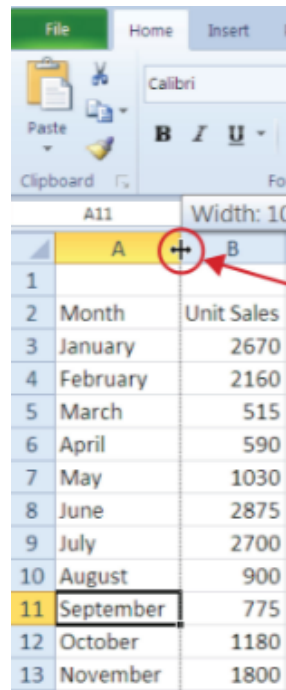 File Home Insert
Calibri
Paste
B I U
Clipboard Fo
A11 Width: 10
A B
1
2 Month Unit Sales
3 January 2670
4 February 2160
5 March 515
6 April 590
7 May 1030
8 June 2875
9 July 2700
10 August 900
11 September 775
12 October 1180
13 November 1800